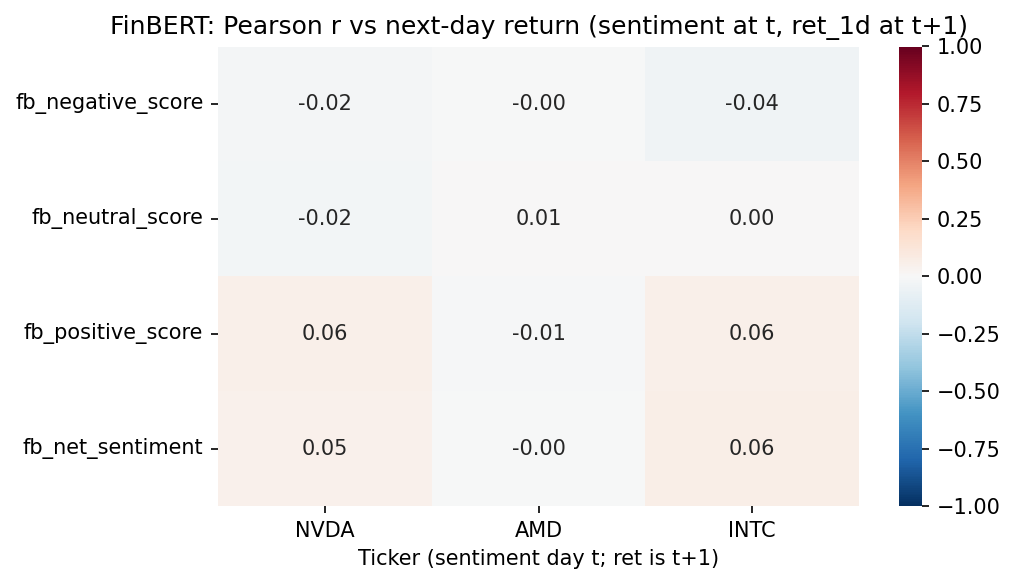 FinBERT: Pearson r vs next-day return (sentiment at t, ret_1d at t+1)
fb_negative_score
-0.02
-0.00
-0.04
fb_neutral_score
-0.02
0.01
0.00
fb_positive_score
0.06
-0.01
0.06
fb_net_sentiment
0.05
-0.00
0.06
NVDA
AMD
INTC
Ticker (sentiment day t; ret is t+1)
1.00
0.75
0.50
0.25
0.00
−0.25
−0.50
−0.75
−1.00